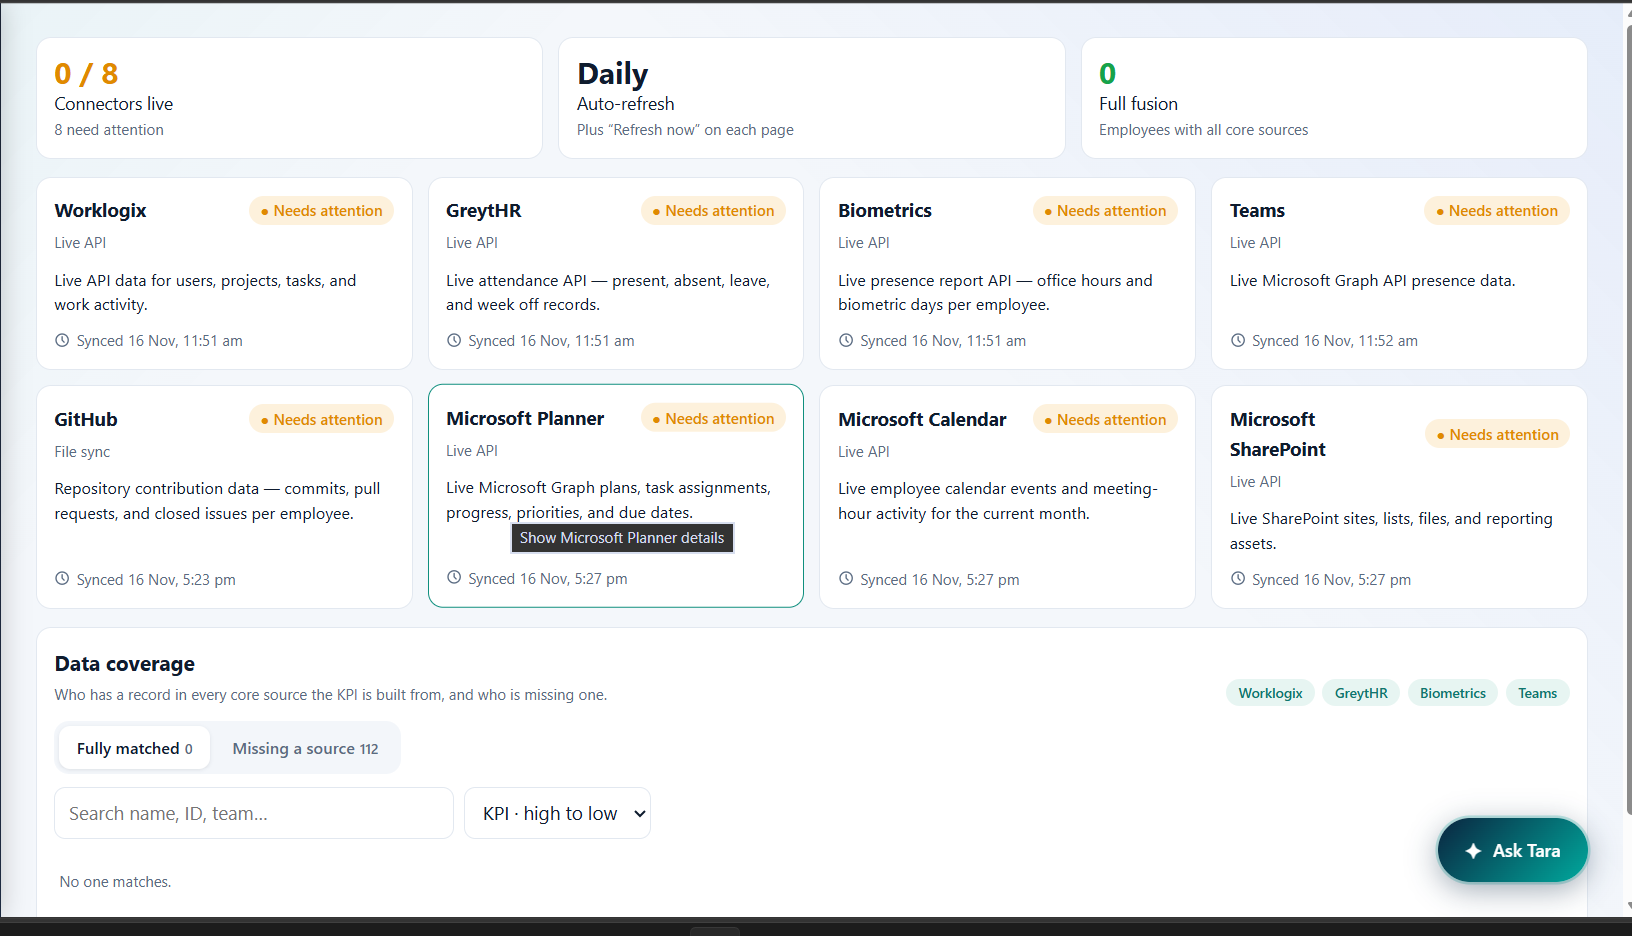 0 / 8
Connectors live
8 need attention
Daily
Auto-refresh
Plus “Refresh now” on each page
0
Full fusion
Employees with all core sources
Worklogix
● Needs attention
Live API
Live API data for users, projects, tasks, and
work activity.
Synced 16 Nov, 11:51 am
GreytHR
● Needs attention
Live API
Live attendance API — present, absent, leave,
and week off records.
Synced 16 Nov, 11:51 am
Biometrics
● Needs attention
Live API
Live presence report API — office hours and
biometric days per employee.
Synced 16 Nov, 11:51 am
Teams
● Needs attention
Live API
Live Microsoft Graph API presence data.
Synced 16 Nov, 11:52 am
GitHub
● Needs attention
File sync
Repository contribution data — commits, pull
requests, and closed issues per employee.
Synced 16 Nov, 5:23 pm
Microsoft Planner
● Needs attention
Live API
Live Microsoft Graph plans, task assignments,
progress, priorities, and due dates.
Show Microsoft Planner details
Synced 16 Nov, 5:27 pm
Microsoft Calendar
● Needs attention
Live API
Live employee calendar events and meeting-
hour activity for the current month.
Synced 16 Nov, 5:27 pm
Microsoft
SharePoint
● Needs attention
Live API
Live SharePoint sites, lists, files, and reporting
assets.
Synced 16 Nov, 5:27 pm
Data coverage
Who has a record in every core source the KPI is built from, and who is missing one.
Worklogix
GreytHR
Biometrics
Teams
Fully matched 0
Missing a source 112
Search name, ID, team...
KPI · high to low
No one matches.
Ask Tara